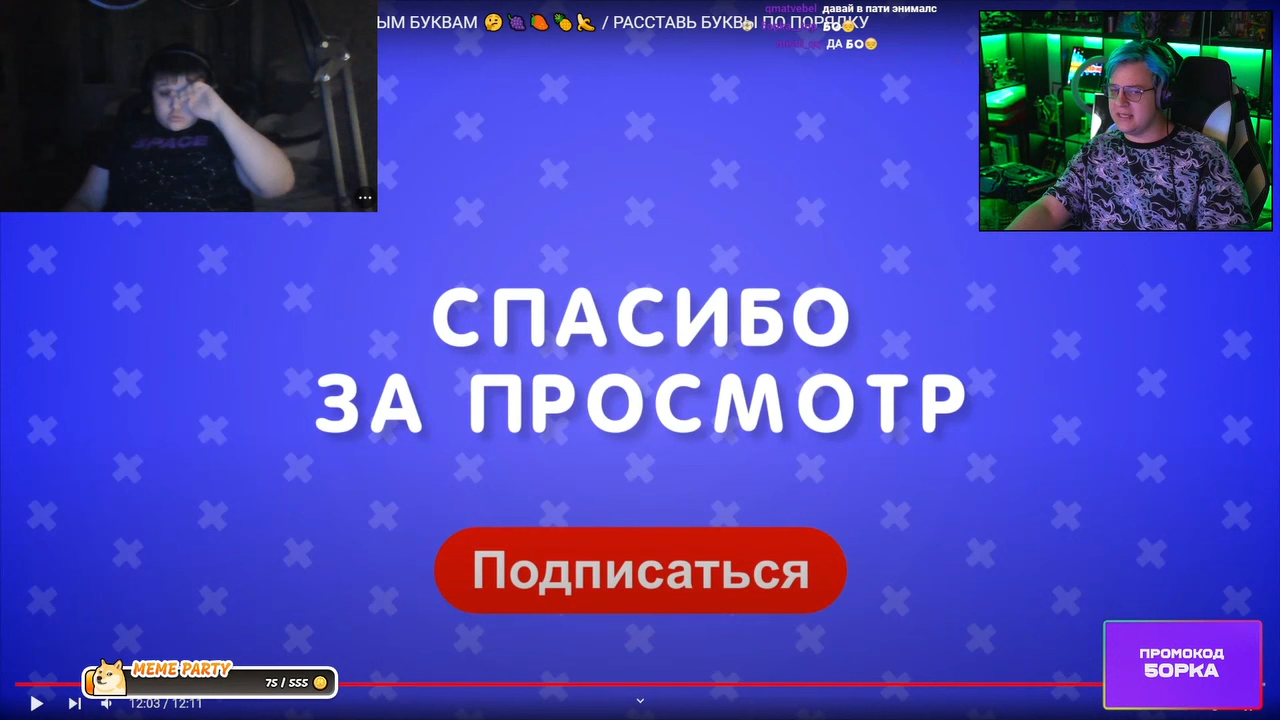 ЫМ БУКВАМ 🤔🍇🥭🍍🍌 / РАССТАВЬ БУКВЫ ПО ПОРЯДКУ
qmatvebel давай в пати энималс
БО
ДА БО
SPACE
СПАСИБО
ЗА ПРОСМОТР
Подписаться
MEME PARTY
75 / 555
ПРОМОКОД
5ОРКА
12:03 / 12:11